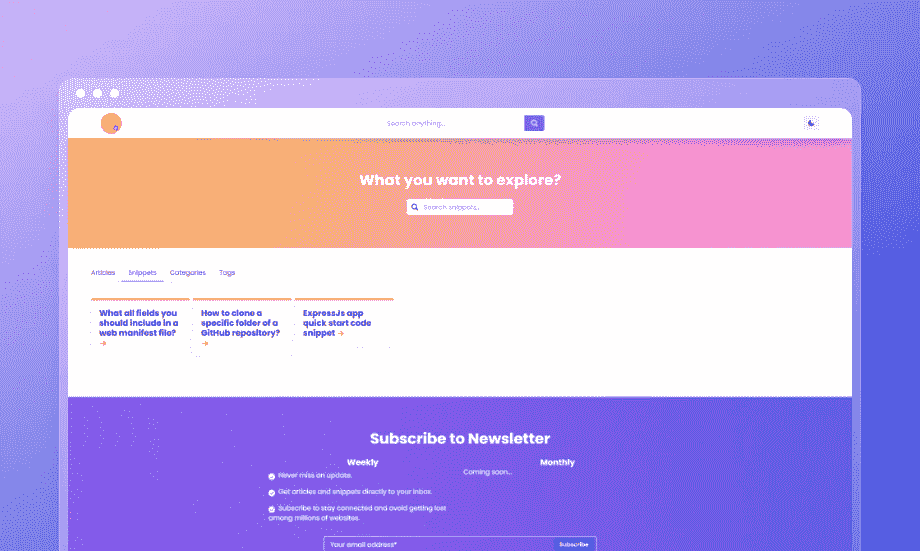 Search anything...
What you want to explore?
Search snippets..
Articles Snippets Categories Tags
What all fields you
should include in a
web manifest file?
→
How to clone a
specific folder of a
GitHub repository?
→
ExpressJs app
quick start code
snippet →
Subscribe to Newsletter
Weekly
Never miss an update.
Get articles and snippets directly to your inbox.
Subscribe to stay connected and avoid getting lost
among millions of websites.
Monthly
Coming soon...
Your email address*
Subscribe